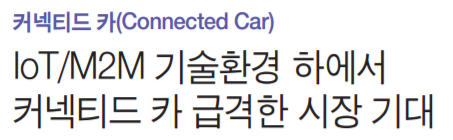 커넥티드 카(Connected Car)
IoT/M2M 기술환경 하에서
커넥티드 카 급격한 시장 기대